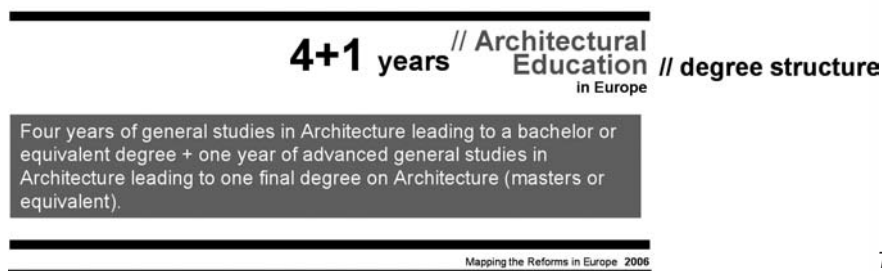 4+1 years // Architectural Education in Europe // degree structure
Four years of general studies in Architecture leading to a bachelor or
equivalent degree + one year of advanced general studies in
Architecture leading to one final degree on Architecture (masters or
equivalent).
Mapping the Reforms in Europe 2006